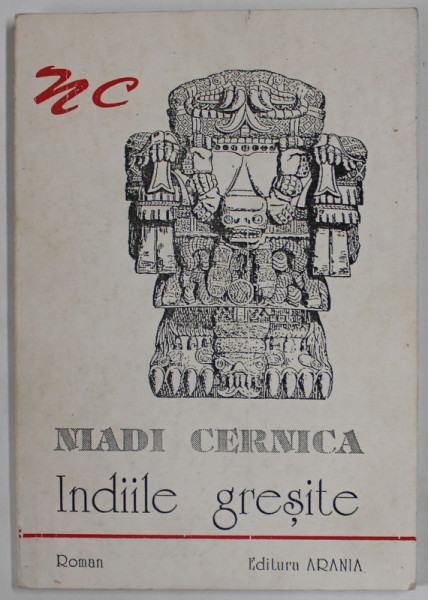 nc
NIADI CERNICA
Indiile greșite
Roman Editura ARANIA